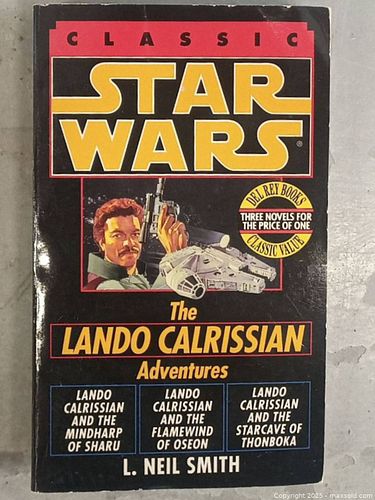 CLASSIC
STAR
WARS®
DEL REY BOOKS
THREE NOVELS FOR
THE PRICE OF ONE
CLASSIC VALUE
The
LANDO CALRISSIAN
Adventures
LANDO
CALRISSIAN
AND THE
MINDHARP
OF SHARU
LANDO
CALRISSIAN
AND THE
FLAMEWIND
OF OSEON
LANDO
CALRISSIAN
AND THE
STARCAVE OF
THONBOKA
L. NEIL SMITH
Copyright 2025 - maxsold.com